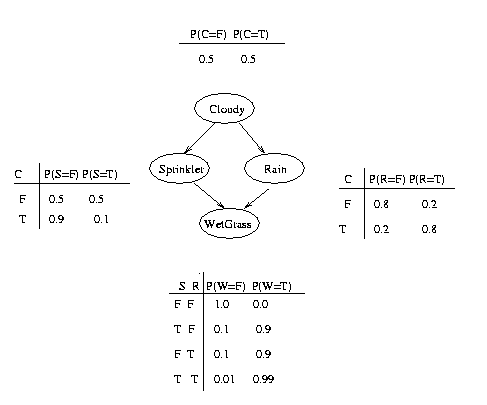 P(C=F) P(C=T)
0.5 0.5
Cloudy
Sprinkler
Rain
WetGrass
C P(S=F) P(S=T)
F 0.5 0.5
T 0.9 0.1
C P(R=F) P(R=T)
F 0.8 0.2
T 0.2 0.8
S R P(W=F) P(W=T)
F F 1.0 0.0
T F 0.1 0.9
F T 0.1 0.9
T T 0.01 0.99